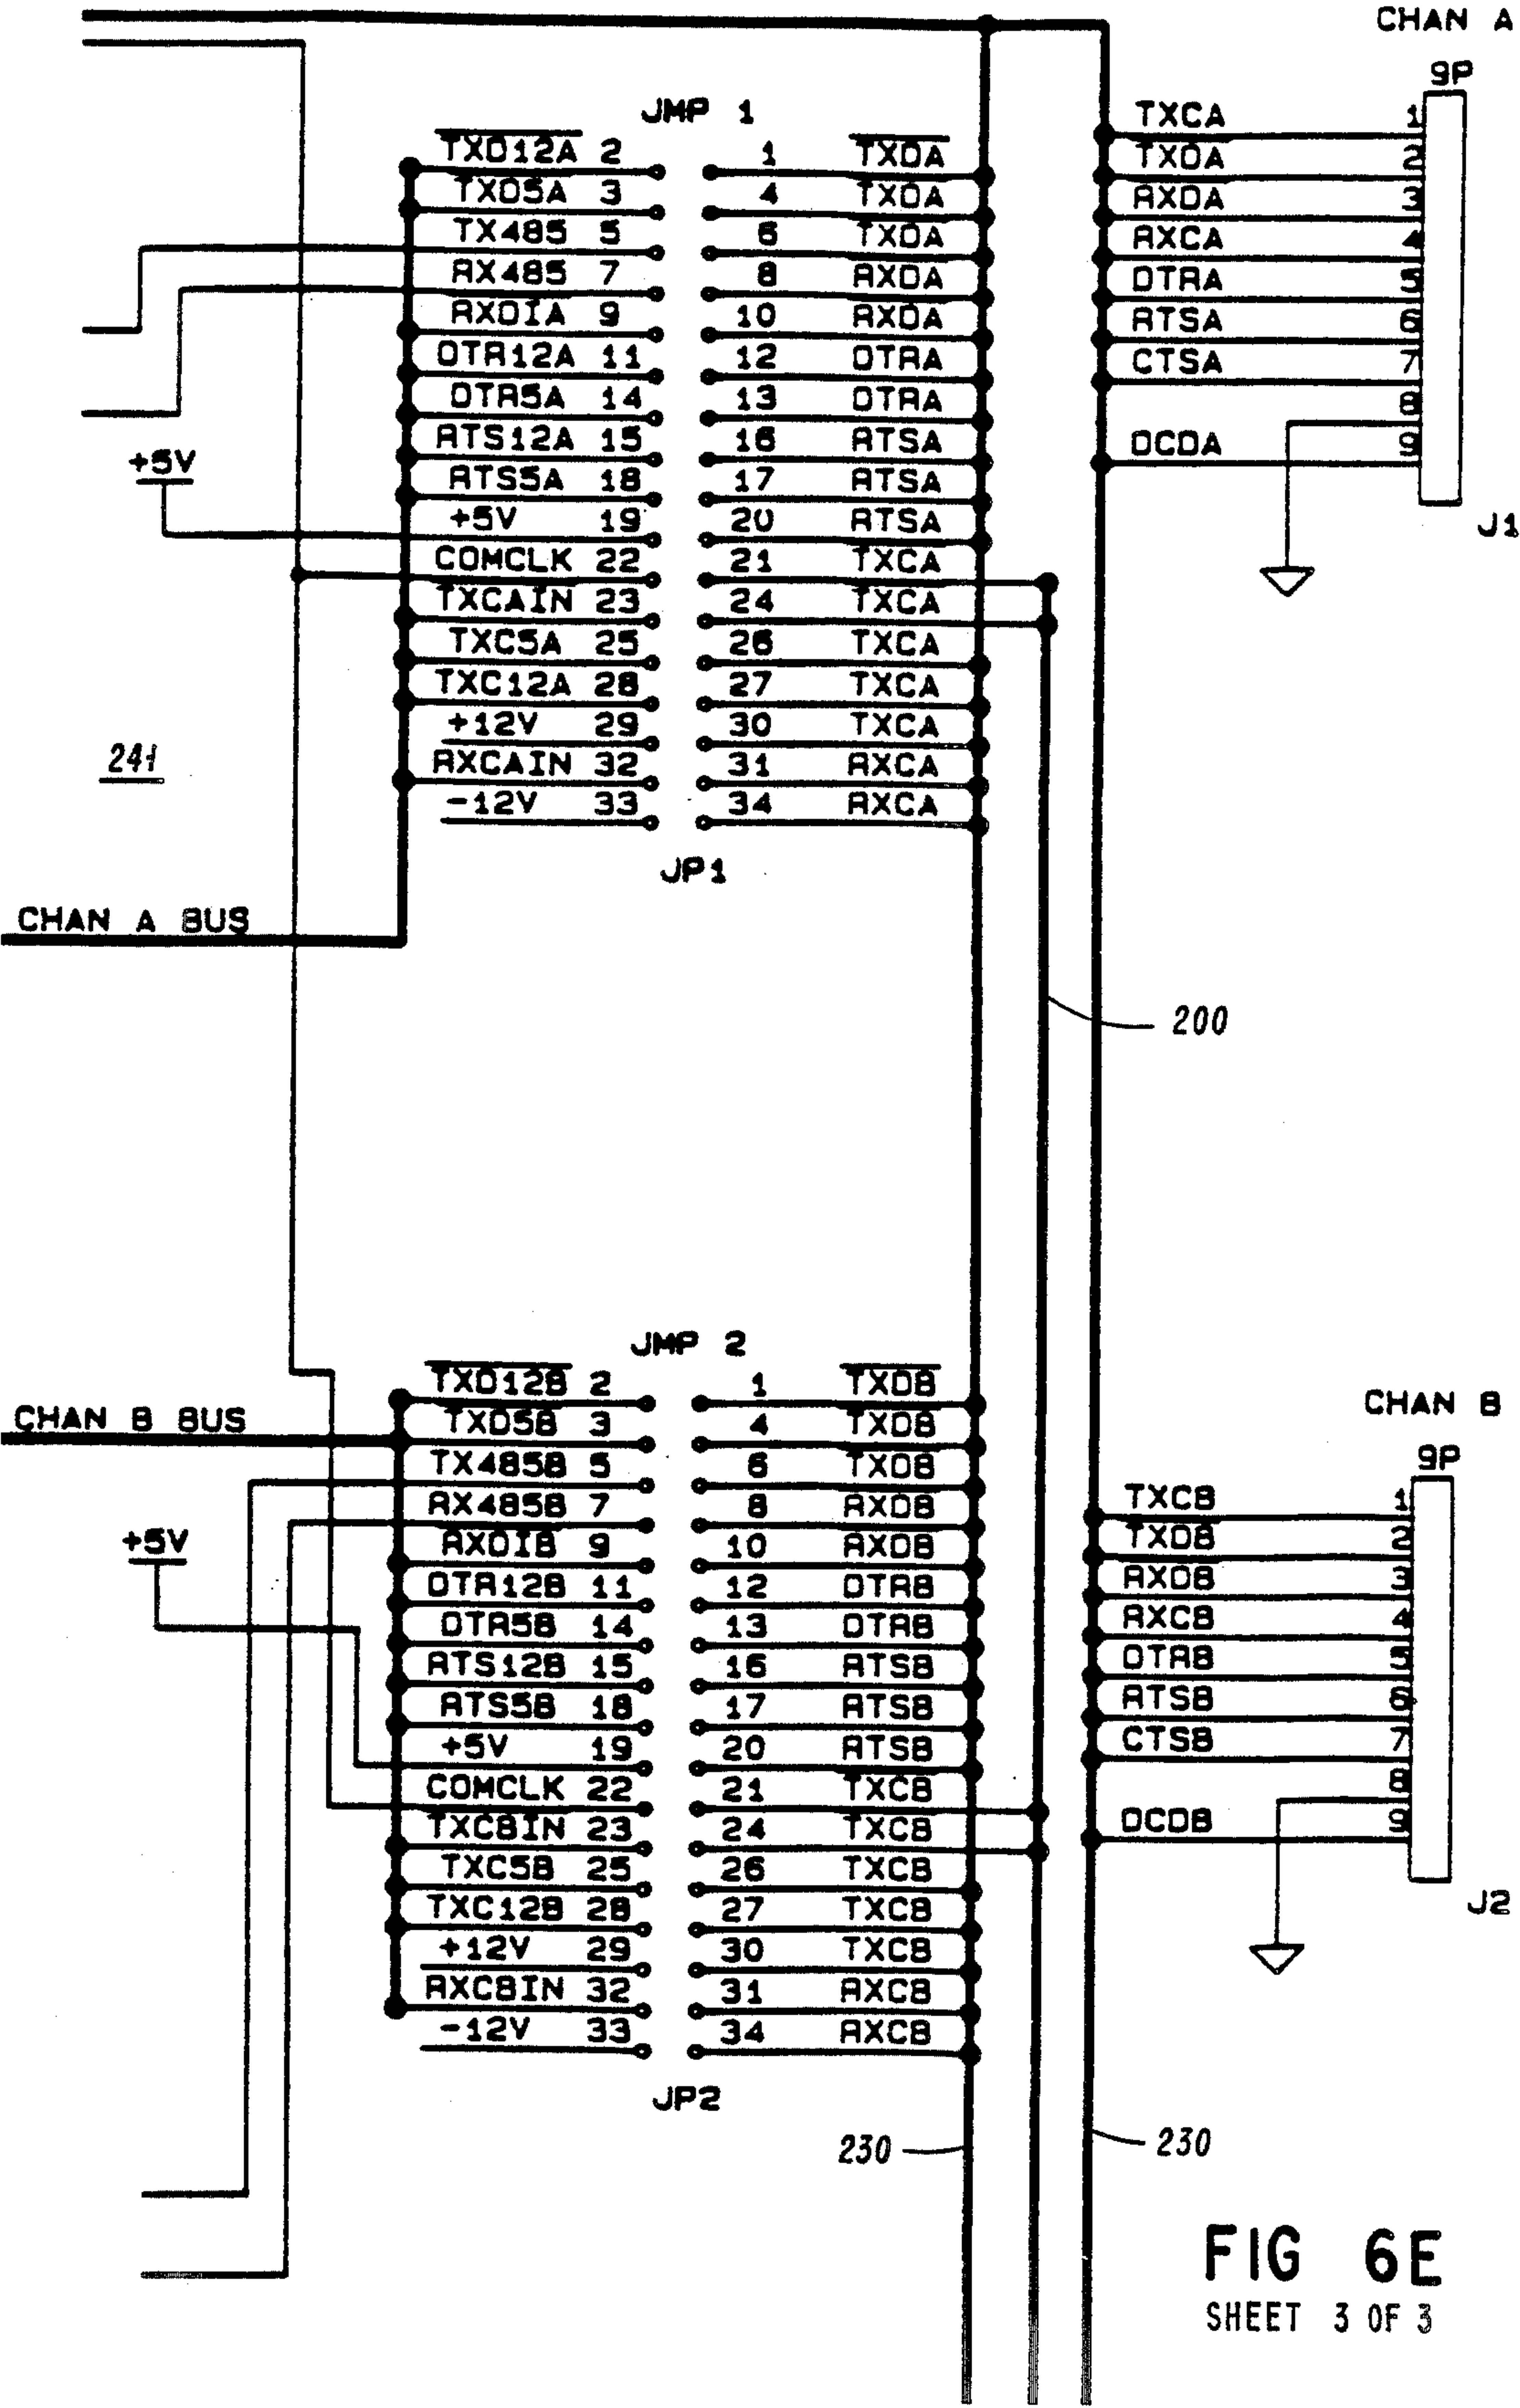 CHAN A
9P
TXCA 1
TXDA 2
RXDA 3
RXCA 4
DTRA 5
RTSA 6
CTSA 7
8
DCDA 9
J1
JMP 1
TXD12A 2 1 TXDA
TXD5A 3 4 TXDA
TX485 5 6 TXDA
RX485 7 8 RXDA
RXDIA 9 10 RXDA
DTR12A 11 12 DTRA
DTR5A 14 13 DTRA
RTS12A 15 16 RTSA
RTS5A 18 17 RTSA
+5V
+5V 19 20 RTSA
COMCLK 22 21 TXCA
TXCAIN 23 24 TXCA
TXC5A 25 26 TXCA
TXC12A 28 27 TXCA
+12V 29 30 TXCA
RXCAIN 32 31 RXCA
-12V 33 34 RXCA
JP1
241
CHAN A BUS
200
JMP 2
TXD12B 2 1 TXDB
CHAN B BUS
TXD5B 3 4 TXDB
TX485B 5 6 TXDB
RX485B 7 8 RXDB
RXDIB 9 10 RXDB
+5V
DTR12B 11 12 DTRB
DTR5B 14 13 DTRB
RTS12B 15 16 RTSB
RTS5B 18 17 RTSB
+5V 19 20 RTSB
COMCLK 22 21 TXCB
TXCBIN 23 24 TXCB
TXC5B 25 26 TXCB
TXC12B 28 27 TXCB
+12V 29 30 TXCB
RXCBIN 32 31 RXCB
-12V 33 34 RXCB
JP2
CHAN B
9P
TXCB 1
TXDB 2
RXDB 3
RXCB 4
DTRB 5
RTSB 6
CTSB 7
8
DCDB 9
J2
230
230
FIG 6E
SHEET 3 OF 3